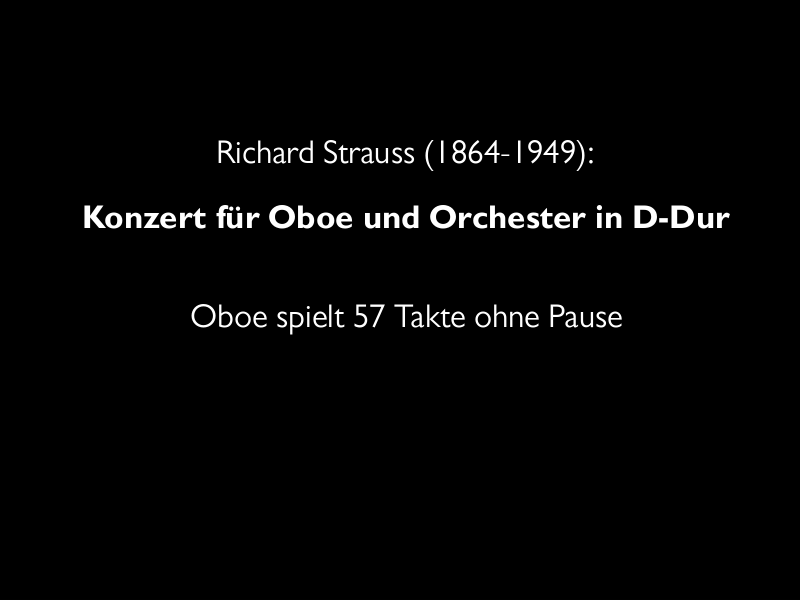 Richard Strauss (1864-1949):
Konzert für Oboe und Orchester in D-Dur
Oboe spielt 57 Takte ohne Pause